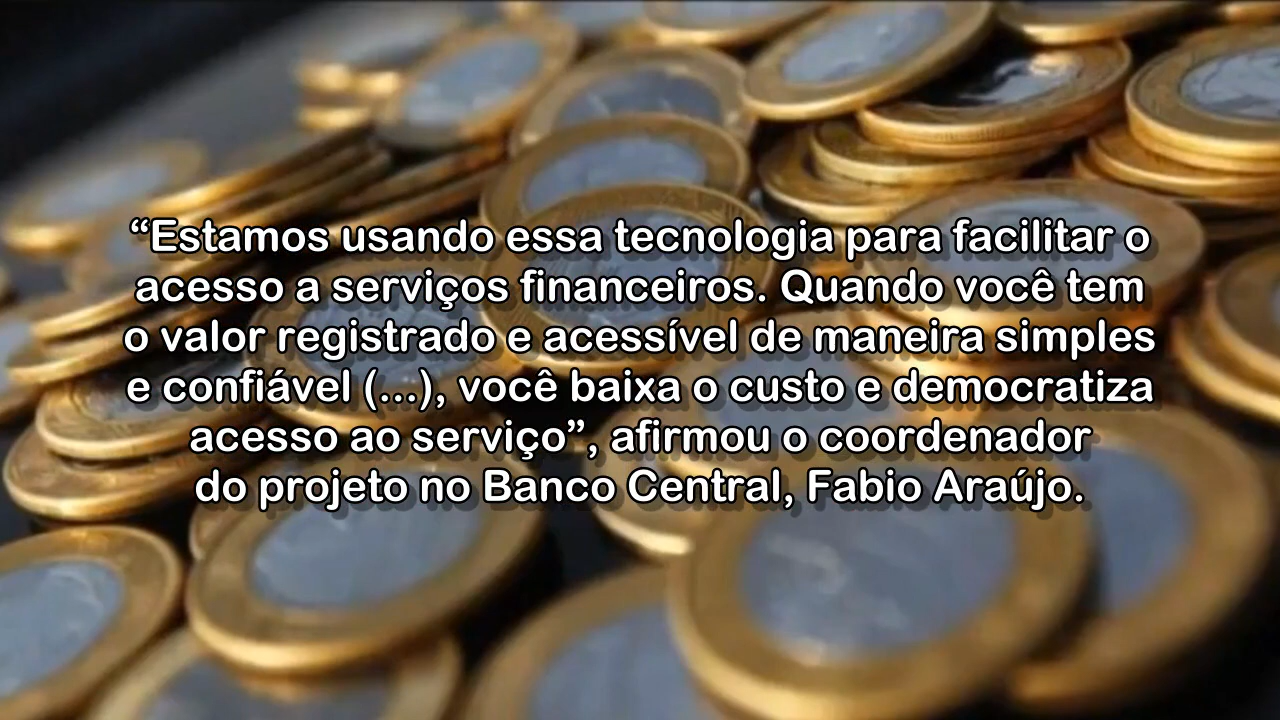 “Estamos usando essa tecnologia para facilitar o
acesso a serviços financeiros. Quando você tem
o valor registrado e acessível de maneira simples
e confiável (...), você baixa o custo e democratiza
acesso ao serviço”, afirmou o coordenador
do projeto no Banco Central, Fabio Araújo.